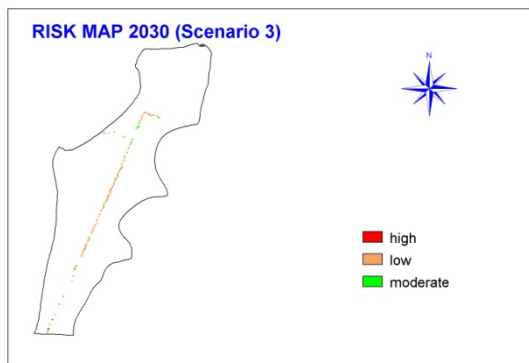 RISK MAP 2030 (Scenario 3)
N
high
low
moderate